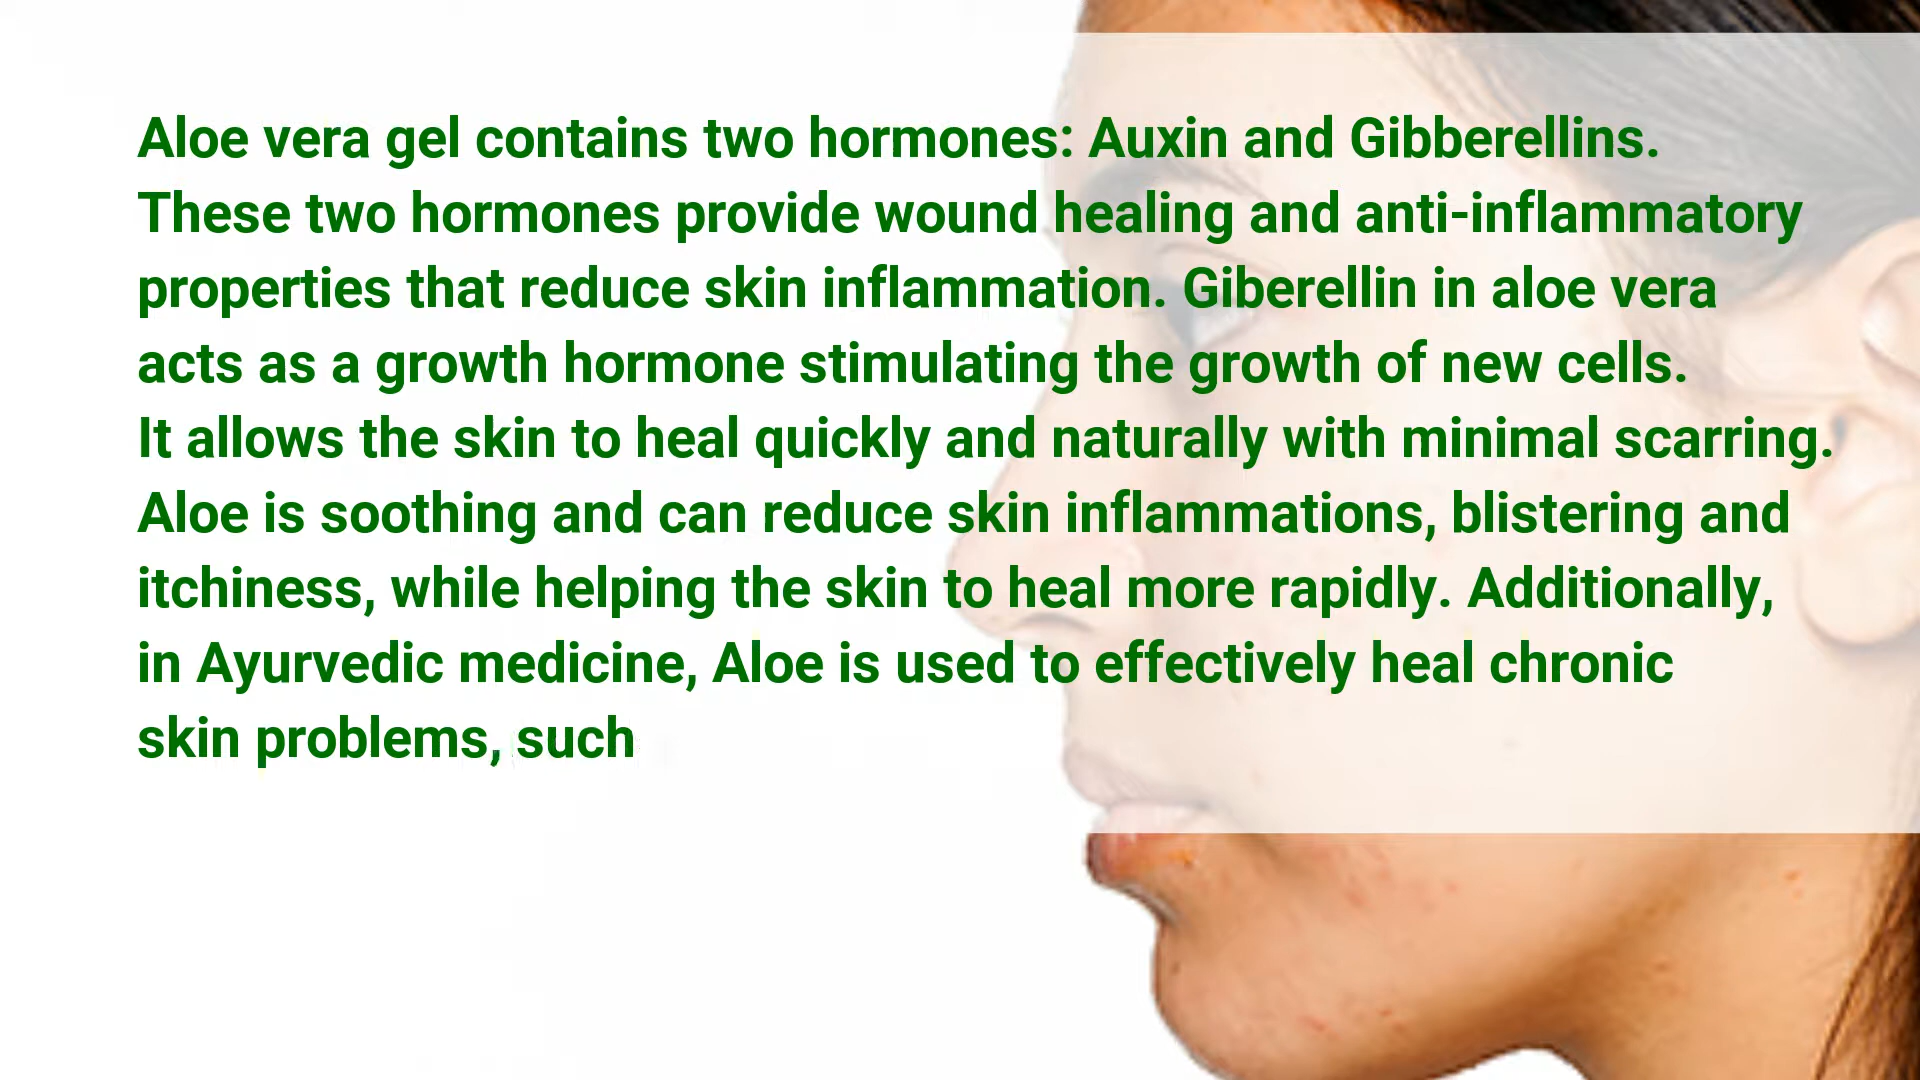 Aloe vera gel contains two hormones: Auxin and Gibberellins.
These two hormones provide wound healing and anti-inflammatory
properties that reduce skin inflammation. Giberellin in aloe vera
acts as a growth hormone stimulating the growth of new cells.
It allows the skin to heal quickly and naturally with minimal scarring.
Aloe is soothing and can reduce skin inflammations, blistering and
itchiness, while helping the skin to heal more rapidly. Additionally,
in Ayurvedic medicine, Aloe is used to effectively heal chronic
skin problems, such